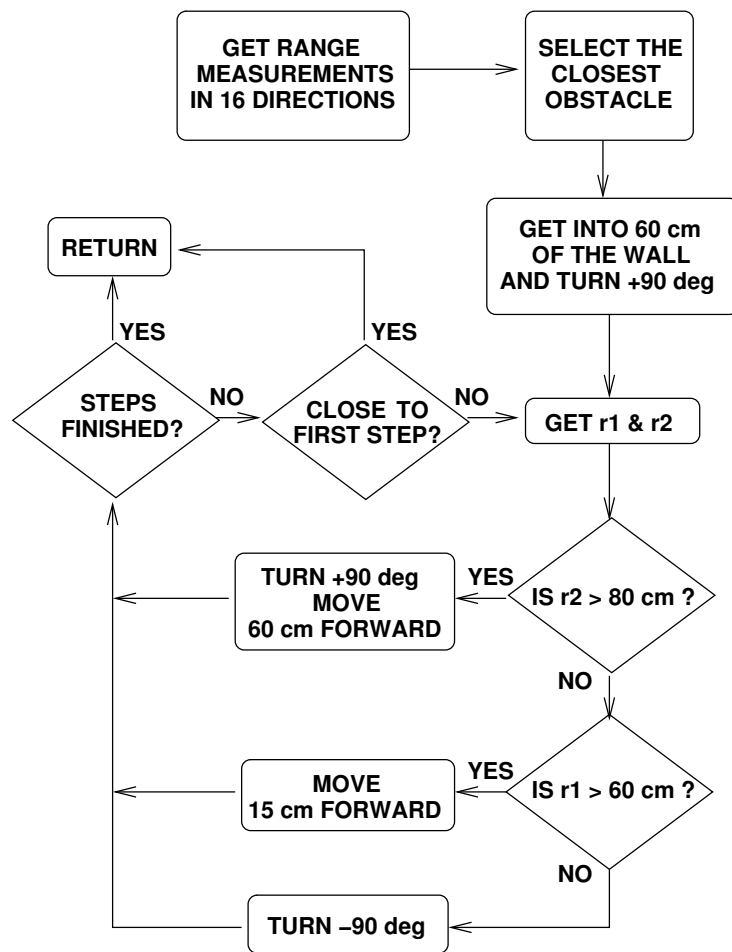 GET RANGE
MEASUREMENTS
IN 16 DIRECTIONS
SELECT THE
CLOSEST
OBSTACLE
GET INTO 60 cm
OF THE WALL
AND TURN +90 deg
RETURN
YES
YES
STEPS
FINISHED?
NO
CLOSE TO
FIRST STEP?
NO
GET r1 & r2
TURN +90 deg
MOVE
60 cm FORWARD
YES
IS r2 > 80 cm ?
NO
MOVE
15 cm FORWARD
YES
IS r1 > 60 cm ?
NO
TURN −90 deg